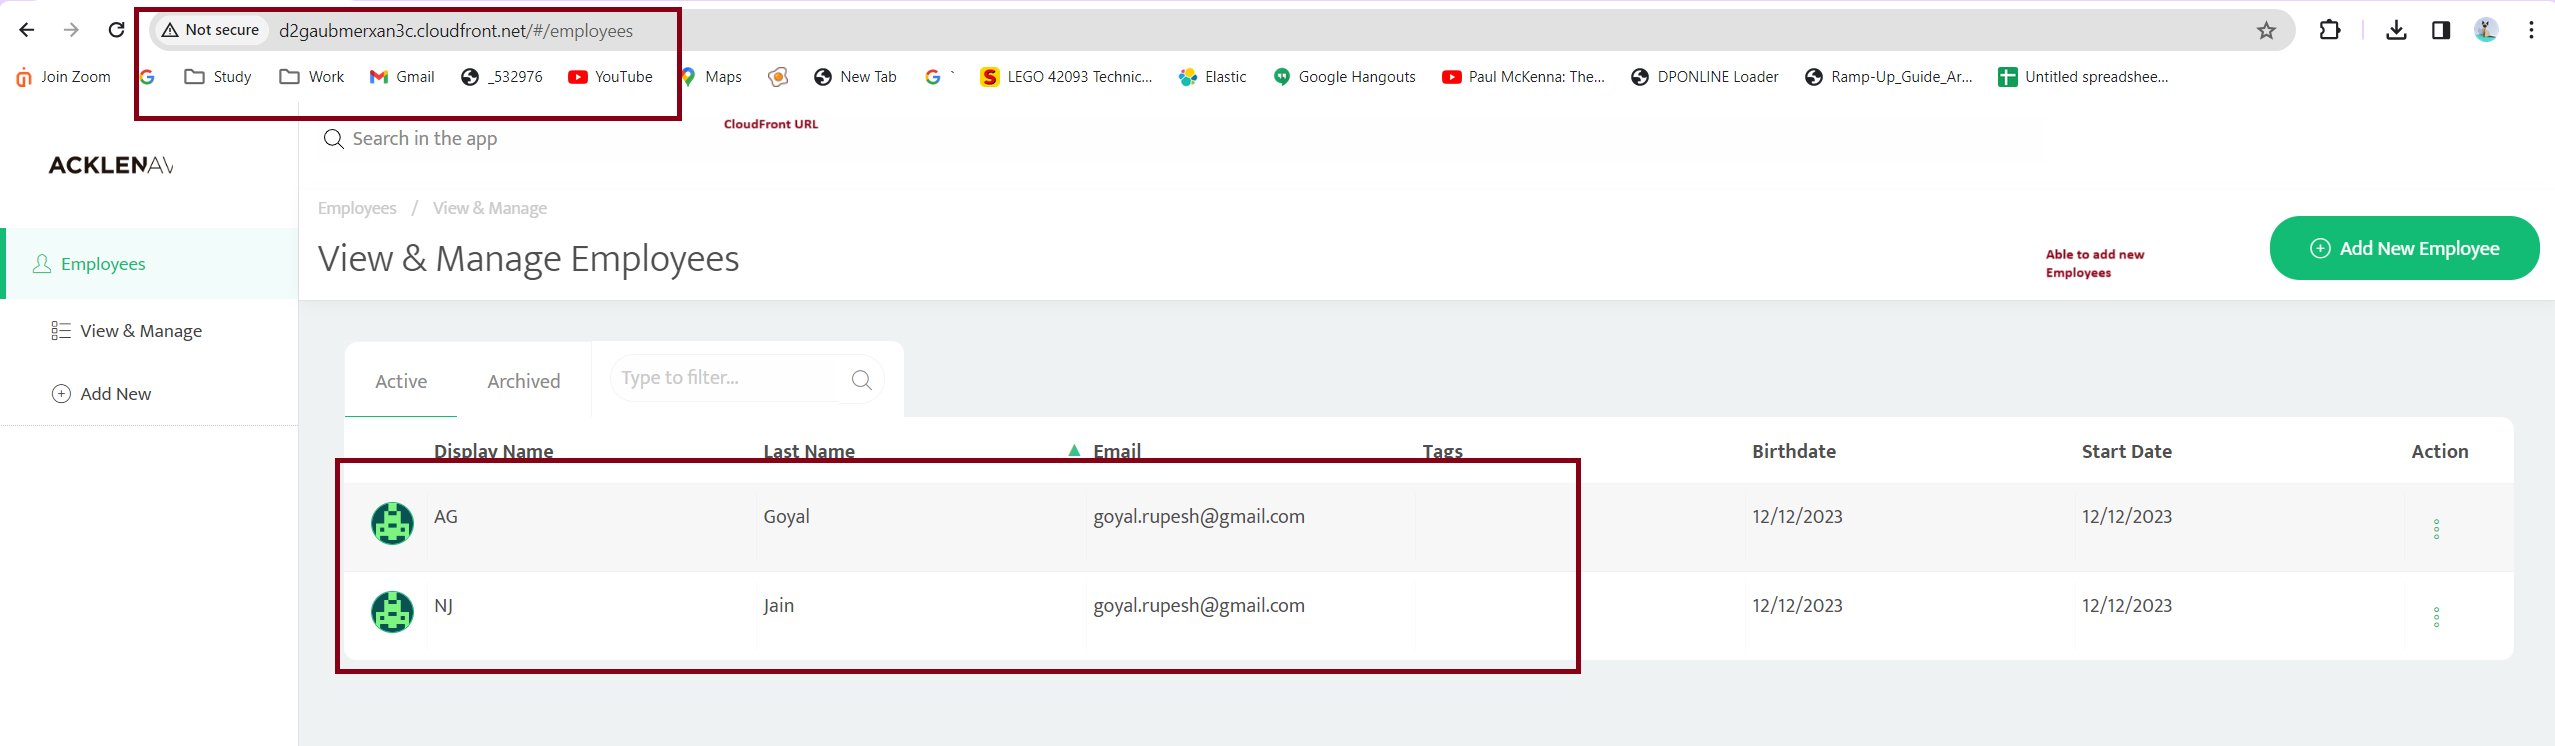 Not secure d2gaubmerxan3c.cloudfront.net/#/employees
Join Zoom Study Work Gmail _532976 YouTube Maps New Tab ` LEGO 42093 Technic... Elastic Google Hangouts Paul McKenna: The... DPONLINE Loader Ramp-Up_Guide_Ar... Untitled spreadshee...
CloudFront URL
Search in the app
ACKLENAV
Employees / View & Manage
View & Manage Employees
Able to add new
Employees
Add New Employee
Employees
View & Manage
Add New
Active Archived Type to filter...
Display Name Last Name Email Tags Birthdate Start Date Action
AG Goyal goyal.rupesh@gmail.com 12/12/2023 12/12/2023
NJ Jain goyal.rupesh@gmail.com 12/12/2023 12/12/2023